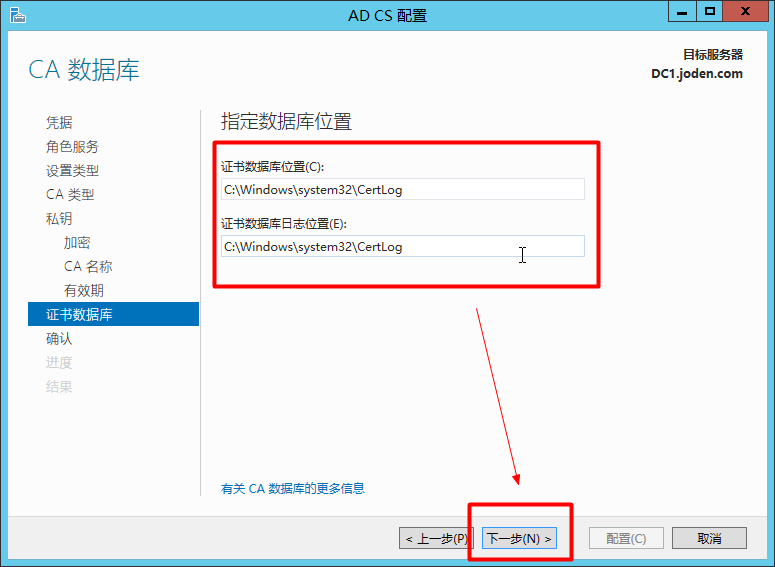 AD CS 配置
CA 数据库
目标服务器
DC1.joden.com
凭据
角色服务
设置类型
CA 类型
私钥
加密
CA 名称
有效期
证书数据库
确认
进度
结果
指定数据库位置
证书数据库位置(C):
C:\Windows\system32\CertLog
证书数据库日志位置(E):
C:\Windows\system32\CertLog
有关 CA 数据库的更多信息
< 上一步(P)
下一步(N) >
配置(C)
取消